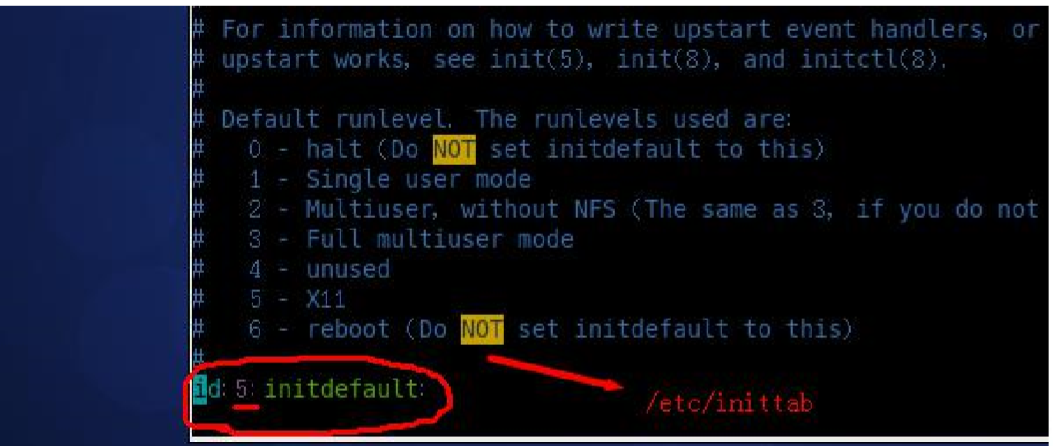 # For information on how to write upstart event handlers, or
# upstart works, see init(5), init(8), and initctl(8).
#
# Default runlevel. The runlevels used are:
#   0 - halt (Do NOT set initdefault to this)
#   1 - Single user mode
#   2 - Multiuser, without NFS (The same as 3, if you do not
#   3 - Full multiuser mode
#   4 - unused
#   5 - X11
#   6 - reboot (Do NOT set initdefault to this)
#
id:5:initdefault:
/etc/inittab